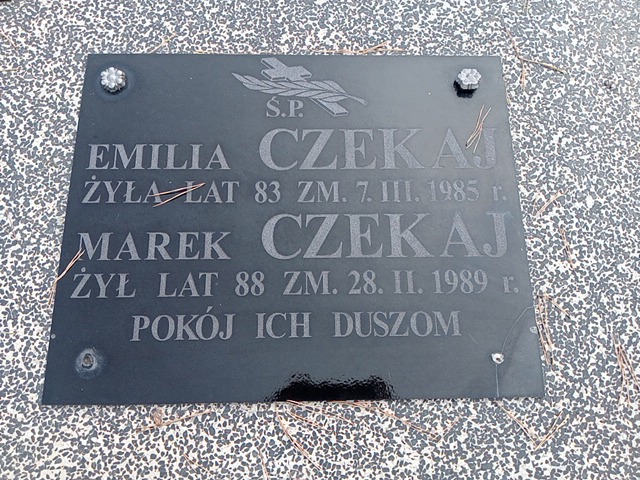 Ś.P.
EMILIA CZEKAJ
ŻYŁA LAT 83 ZM. 7. III. 1985 r.
MAREK CZEKAJ
ŻYŁ LAT 88 ZM. 28. II. 1989 r.
POKÓJ ICH DUSZOM